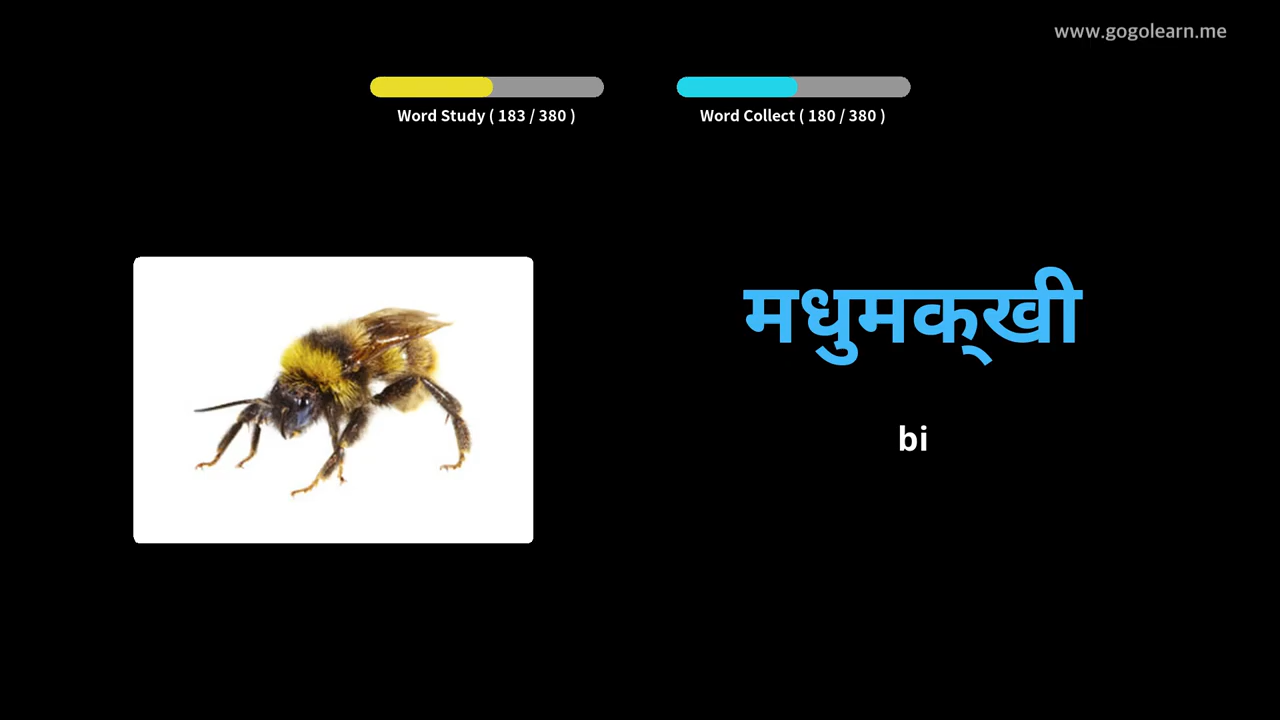 www.gogolearn.me
Word Study ( 183 / 380 )
Word Collect ( 180 / 380 )
मधुमक्‌खी
bi